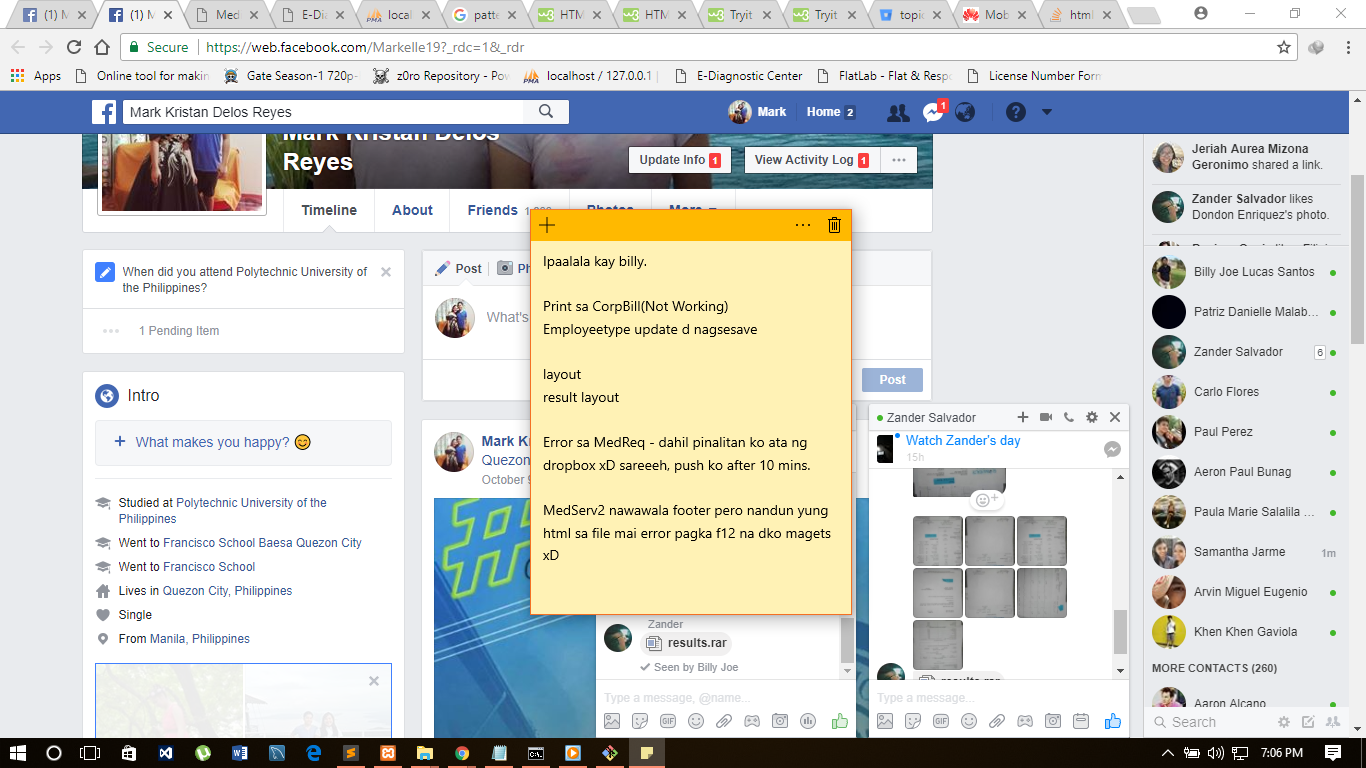 (1) M
(1) M
Med
E-Dia
local
patte
HTM
HTM
Tryit
Tryit
topic
Mob
html
Secure
https://web.facebook.com/Markelle19?_rdc=1&_rdr
Apps
Online tool for makin
Gate Season-1 720p-
z0ro Repository - Pow
localhost / 127.0.0.1
E-Diagnostic Center
FlatLab - Flat & Resp
License Number Form
Mark Kristan Delos Reyes
Mark
Home 2
1
Mark Kristan Delos
Reyes
Update Info 1
View Activity Log 1
Timeline
About
Friends
Photos
More
When did you attend Polytechnic University of
the Philippines?
1 Pending Item
Intro
What makes you happy?
Studied at Polytechnic University of the
Philippines
Went to Francisco School Baesa Quezon City
Went to Francisco School
Lives in Quezon City, Philippines
Single
From Manila, Philippines
Post
Ph
What's
Post
Mark K
Quezon
October 9
Ipaalala kay billy.
Print sa CorpBill(Not Working)
Employeetype update d nagsesave
layout
result layout
Error sa MedReq - dahil pinalitan ko ata ng
dropbox xD sareeeh, push ko after 10 mins.
MedServ2 nawawala footer pero nandun yung
html sa file mai error pagka f12 na dko magets
xD
Zander
results.rar
Seen by Billy Joe
Type a message, @name...
GIF
Zander Salvador
Watch Zander's day
15h
results.rar
Type a message...
GIF
Jeriah Aurea Mizona
Geronimo shared a link.
Zander Salvador likes
Dondon Enriquez's photo.
Billy Joe Lucas Santos
Patriz Danielle Malab...
Zander Salvador
6
Carlo Flores
Paul Perez
Aeron Paul Bunag
Paula Marie Salalila ...
Samantha Jarme
1m
Arvin Miguel Eugenio
Khen Khen Gaviola
MORE CONTACTS (260)
Aaron Alcano
Search
7:06 PM